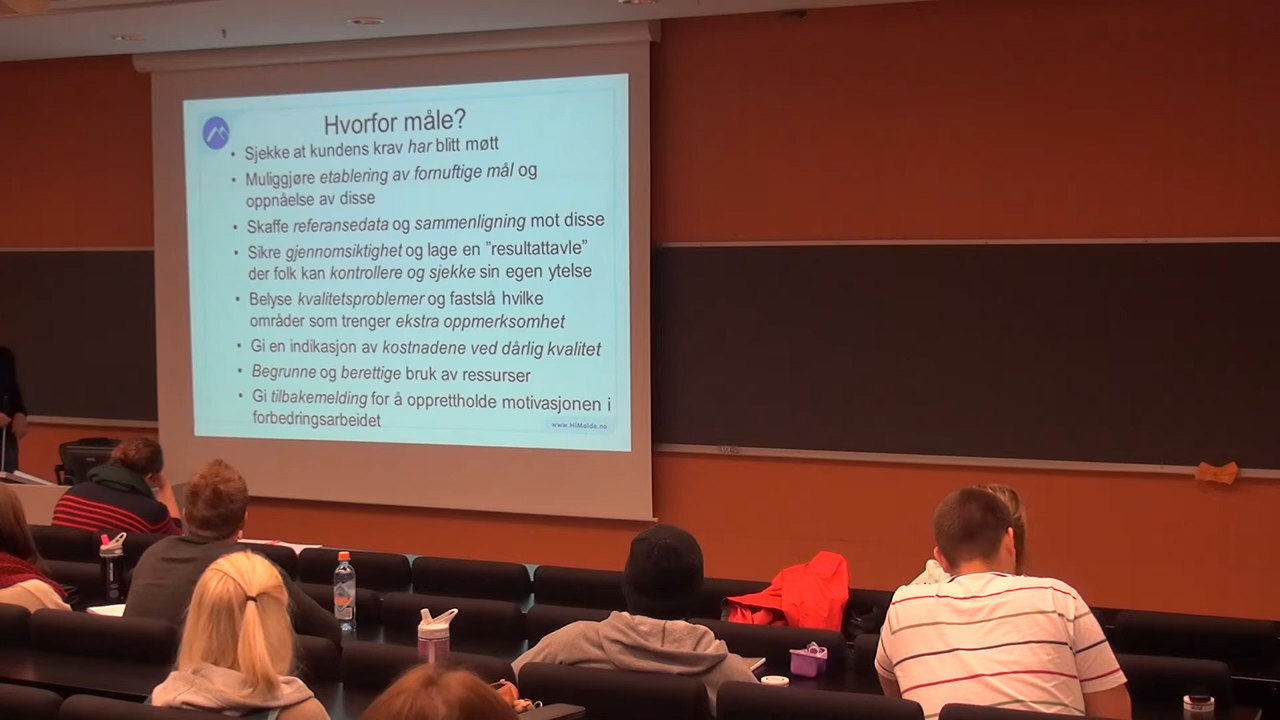 Hvorfor måle?
• Sjekke at kundens krav har blitt møtt
• Muliggjøre etablering av fornuftige mål og
oppnåelse av disse
• Skaffe referansedata og sammenligning mot disse
• Sikre gjennomsiktighet og lage en ”resultattavle”
der folk kan kontrollere og sjekke sin egen ytelse
• Belyse kvalitetsproblemer og fastslå hvilke
områder som trenger ekstra oppmerksomhet
• Gi en indikasjon av kostnadene ved dårlig kvalitet
• Begrunne og berettige bruk av ressurser
• Gi tilbakemelding for å opprettholde motivasjonen i
forbedringsarbeidet
www.HiMolde.no